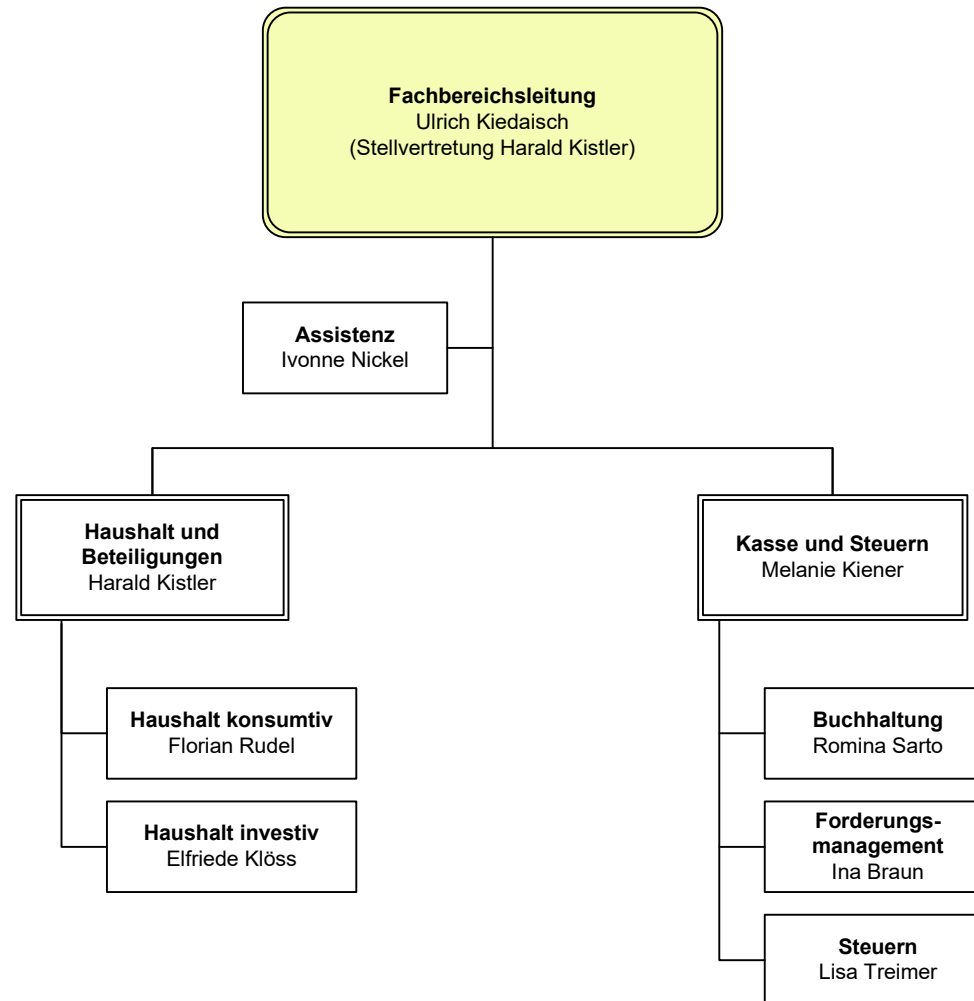 Fachbereichsleitung
Ulrich Kiedaisch
(Stellvertretung Harald Kistler)
Assistenz
Ivonne Nickel
Haushalt und
Beteiligungen
Harald Kistler
Kasse und Steuern
Melanie Kiener
Haushalt konsumtiv
Florian Rudel
Haushalt investiv
Elfriede Klöss
Buchhaltung
Romina Sarto
Forderungs-
management
Ina Braun
Steuern
Lisa Treimer